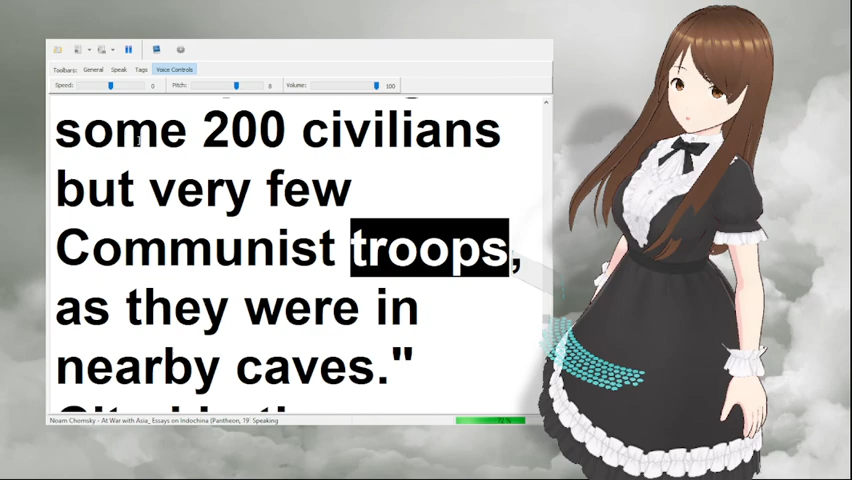 Toolbars: General Speak Tags Voice Controls
Speed: 0 Pitch: 8 Volume: 100
some 200 civilians
but very few
Communist troops,
as they were in
nearby caves."
Noam Chomsky - At War with Asia_ Essays on Indochina (Pantheon, 19 Speaking 72 %